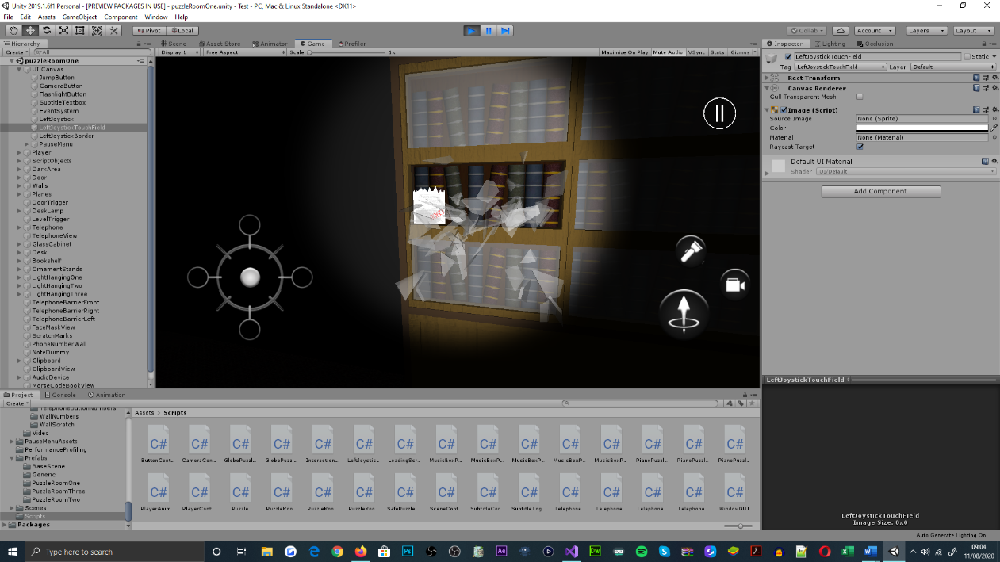 Unity 2019.1.6f1 Personal - [PREVIEW PACKAGES IN USE] - puzzleRoomOne.unity - Test - PC, Mac & Linux Standalone <DX11>
File Edit Assets GameObject Component Window Help
Pivot Local Collab Account Layers Layout
Hierarchy Scene Asset Store Animator Game Profiler Inspector Lighting Occlusion
Create All Display 1 Free Aspect Scale 1x Maximize On Play Mute Audio VSync Stats Gizmos
puzzleRoomOne
UI Canvas
JumpButton
CameraButton
FlashlightButton
SubtitleTextbox
EventSystem
LeftJoystick
LeftJoystickTouchField
LeftJoystickBorder
PauseMenu
Player
ScriptObjects
DarkArea
Door
Walls
Planes
DoorTrigger
DeskLamp
LevelTrigger
Telephone
TelephoneView
GlassCabinet
Desk
Bookshelf
OrnamentStands
LightHangingOne
LightHangingTwo
LightHangingThree
TelephoneBarrierFront
TelephoneBarrierRight
TelephoneBarrierLeft
FaceMaskView
ScratchMarks
PhoneNumberWall
NoteDummy
Clipboard
ClipboardView
AudioDevice
MorseCodeBookView
LeftJoystickTouchField Static
Tag LeftJoystickTouchField Layer Default
Rect Transform
Canvas Renderer
Cull Transparent Mesh
Image (Script)
Source Image None (Sprite)
Color
Material None (Material)
Raycast Target
Default UI Material
Shader UI/Default
Add Component
LeftJoystickTouchField
LeftJoystickTouchField
Image Size: 0x0
Auto Generate Lighting On
Project Console Animation
Create
TelephoneButtonNumbers
WallNumbers
WallScratch
Video
PauseMenuAssets
PerformanceProfiling
Prefabs
BaseScene
Generic
PuzzleRoomOne
PuzzleRoomThree
PuzzleRoomTwo
Scenes
Scripts
Packages
Assets > Scripts
C# C# C# C# C# C# C# C# C# C# C# C# C# C# C#
ButtonCont... CameraCon... GlobePuzzl... GlobePuzzl... Interaction... LeftJoystic... LoadingScr... MusicBoxP... MusicBoxP... MusicBoxP... MusicBoxP... MusicBoxP... PianoPuzzl... PianoPuzzl... PianoPuzzl...
C# C# C# C# C# C# C# C# C# C# C# C# C# C# C#
PlayerAnim... PlayerCont... Puzzle PuzzleRoo... PuzzleRoo... PuzzleRoo... SafePuzzleL... SceneCont... SubtitleCon... SubtitleTog... Telephone... Telephone... Telephone... Telephone... WindowGUI
Type here to search
09:04
11/08/2020